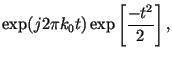 exp(j2πk₀t) exp [ −t²/2 ] ,